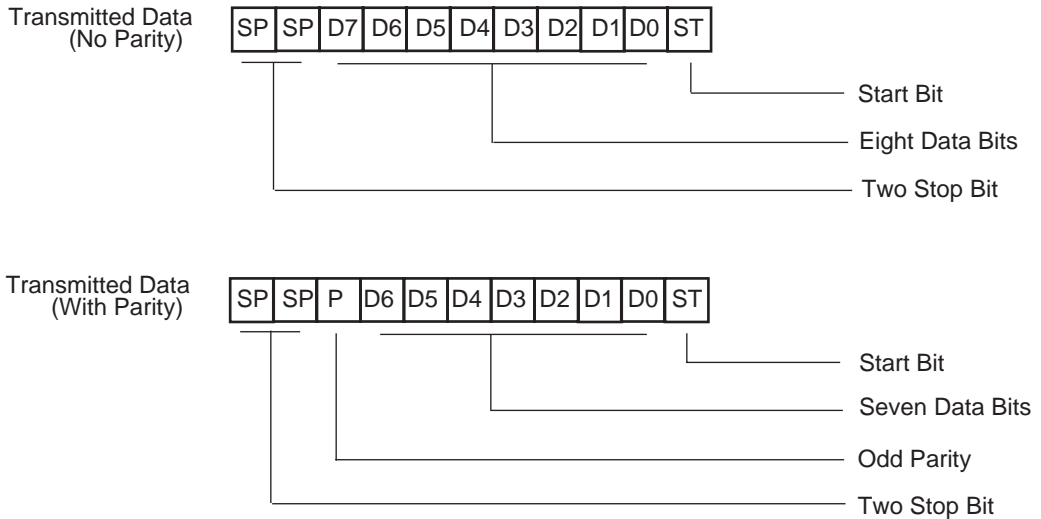 Transmitted Data
(No Parity)
SP SP D7 D6 D5 D4 D3 D2 D1 D0 ST
Start Bit
Eight Data Bits
Two Stop Bit
Transmitted Data
(With Parity)
SP SP P D6 D5 D4 D3 D2 D1 D0 ST
Start Bit
Seven Data Bits
Odd Parity
Two Stop Bit